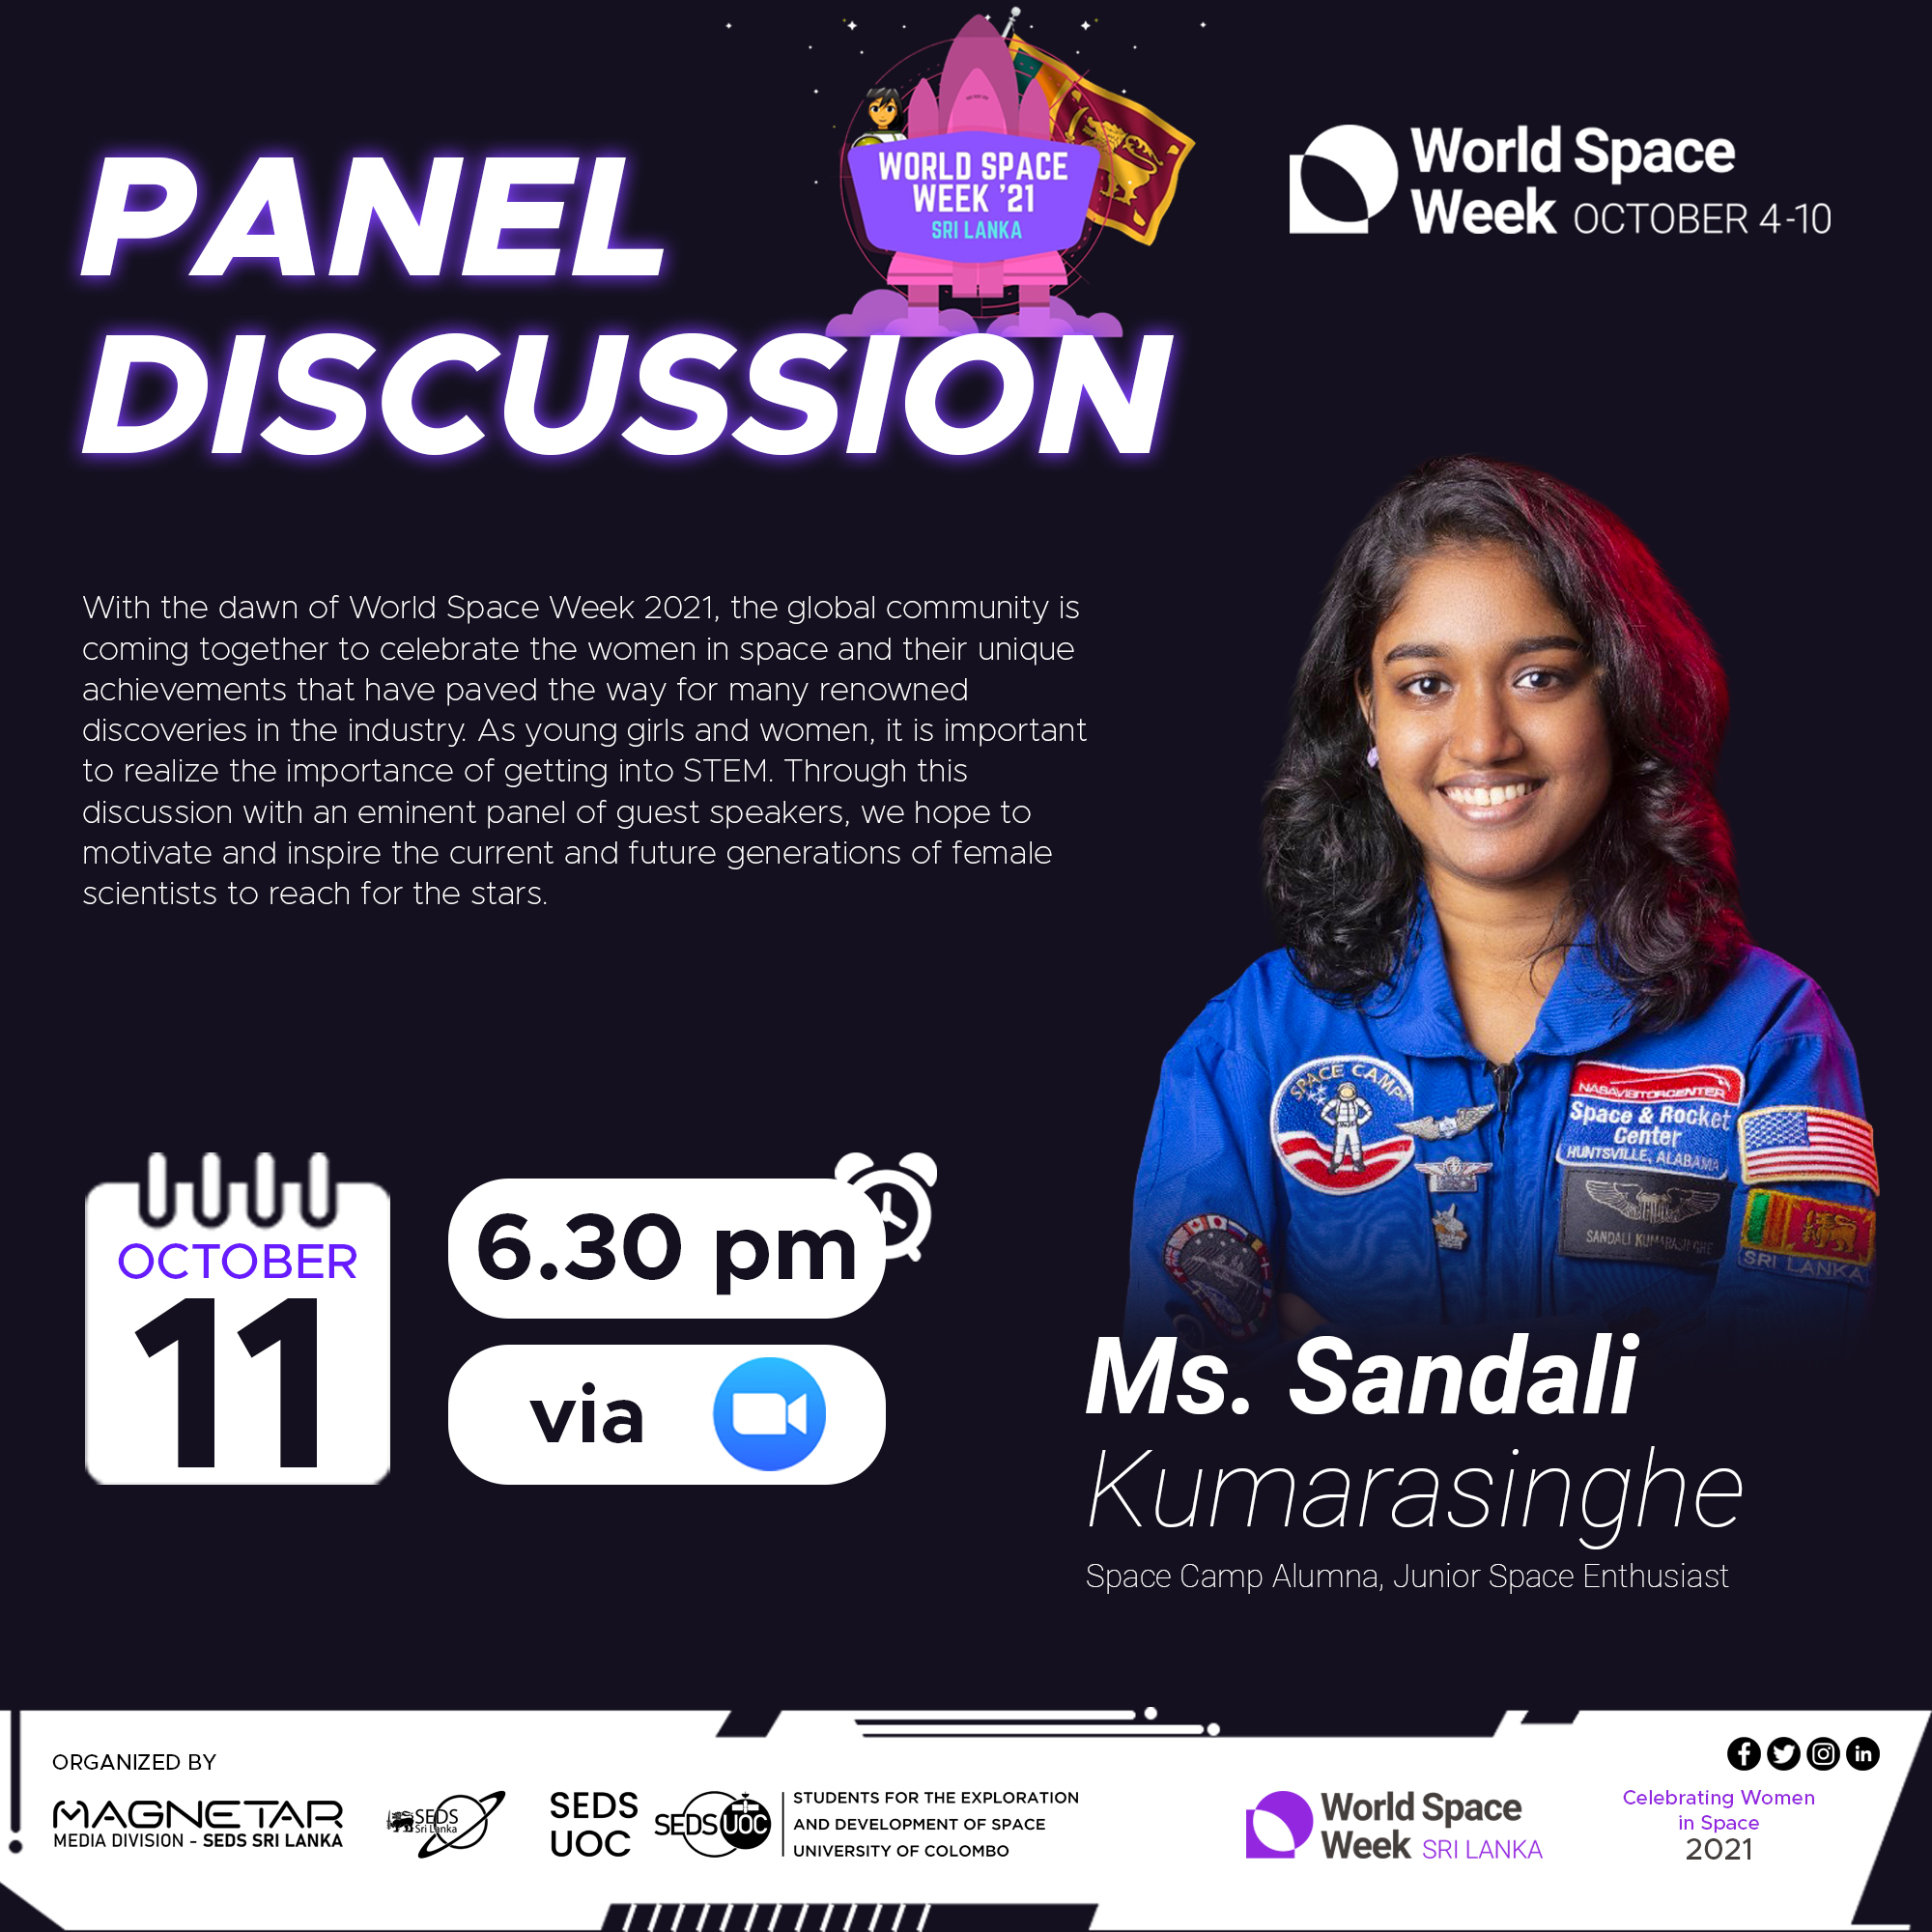 WORLD SPACE
WEEK '21
SRI LANKA
World Space
Week OCTOBER 4-10
PANEL
DISCUSSION
With the dawn of World Space Week 2021, the global community is
coming together to celebrate the women in space and their unique
achievements that have paved the way for many renowned
discoveries in the industry. As young girls and women, it is important
to realize the importance of getting into STEM. Through this
discussion with an eminent panel of guest speakers, we hope to
motivate and inspire the current and future generations of female
scientists to reach for the stars.
SPACE CAMP
NASA VISITOR CENTER
Space & Rocket
Center
HUNTSVILLE, ALABAMA
SANDALI KUMARASINGHE
SRI LANKA
OCTOBER
11
6.30 pm
via
Ms. Sandali
Kumarasinghe
Space Camp Alumna, Junior Space Enthusiast
ORGANIZED BY
MAGNETAR
MEDIA DIVISION - SEDS SRI LANKA
SEDS
Sri Lanka
SEDS
UOC
SEDS UOC
STUDENTS FOR THE EXPLORATION
AND DEVELOPMENT OF SPACE
UNIVERSITY OF COLOMBO
World Space
Week SRI LANKA
Celebrating Women
in Space
2021